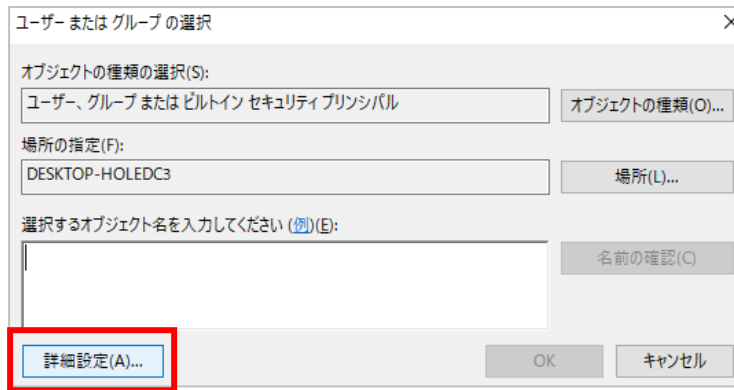 ユーザー または グループ の選択
オブジェクトの種類の選択(S):
ユーザー、グループ または ビルトイン セキュリティ プリンシパル
オブジェクトの種類(O)...
場所の指定(F):
DESKTOP-HOLEDC3
場所(L)...
選択するオブジェクト名を入力してください (例)(E):
名前の確認(C)
詳細設定(A)...
OK
キャンセル